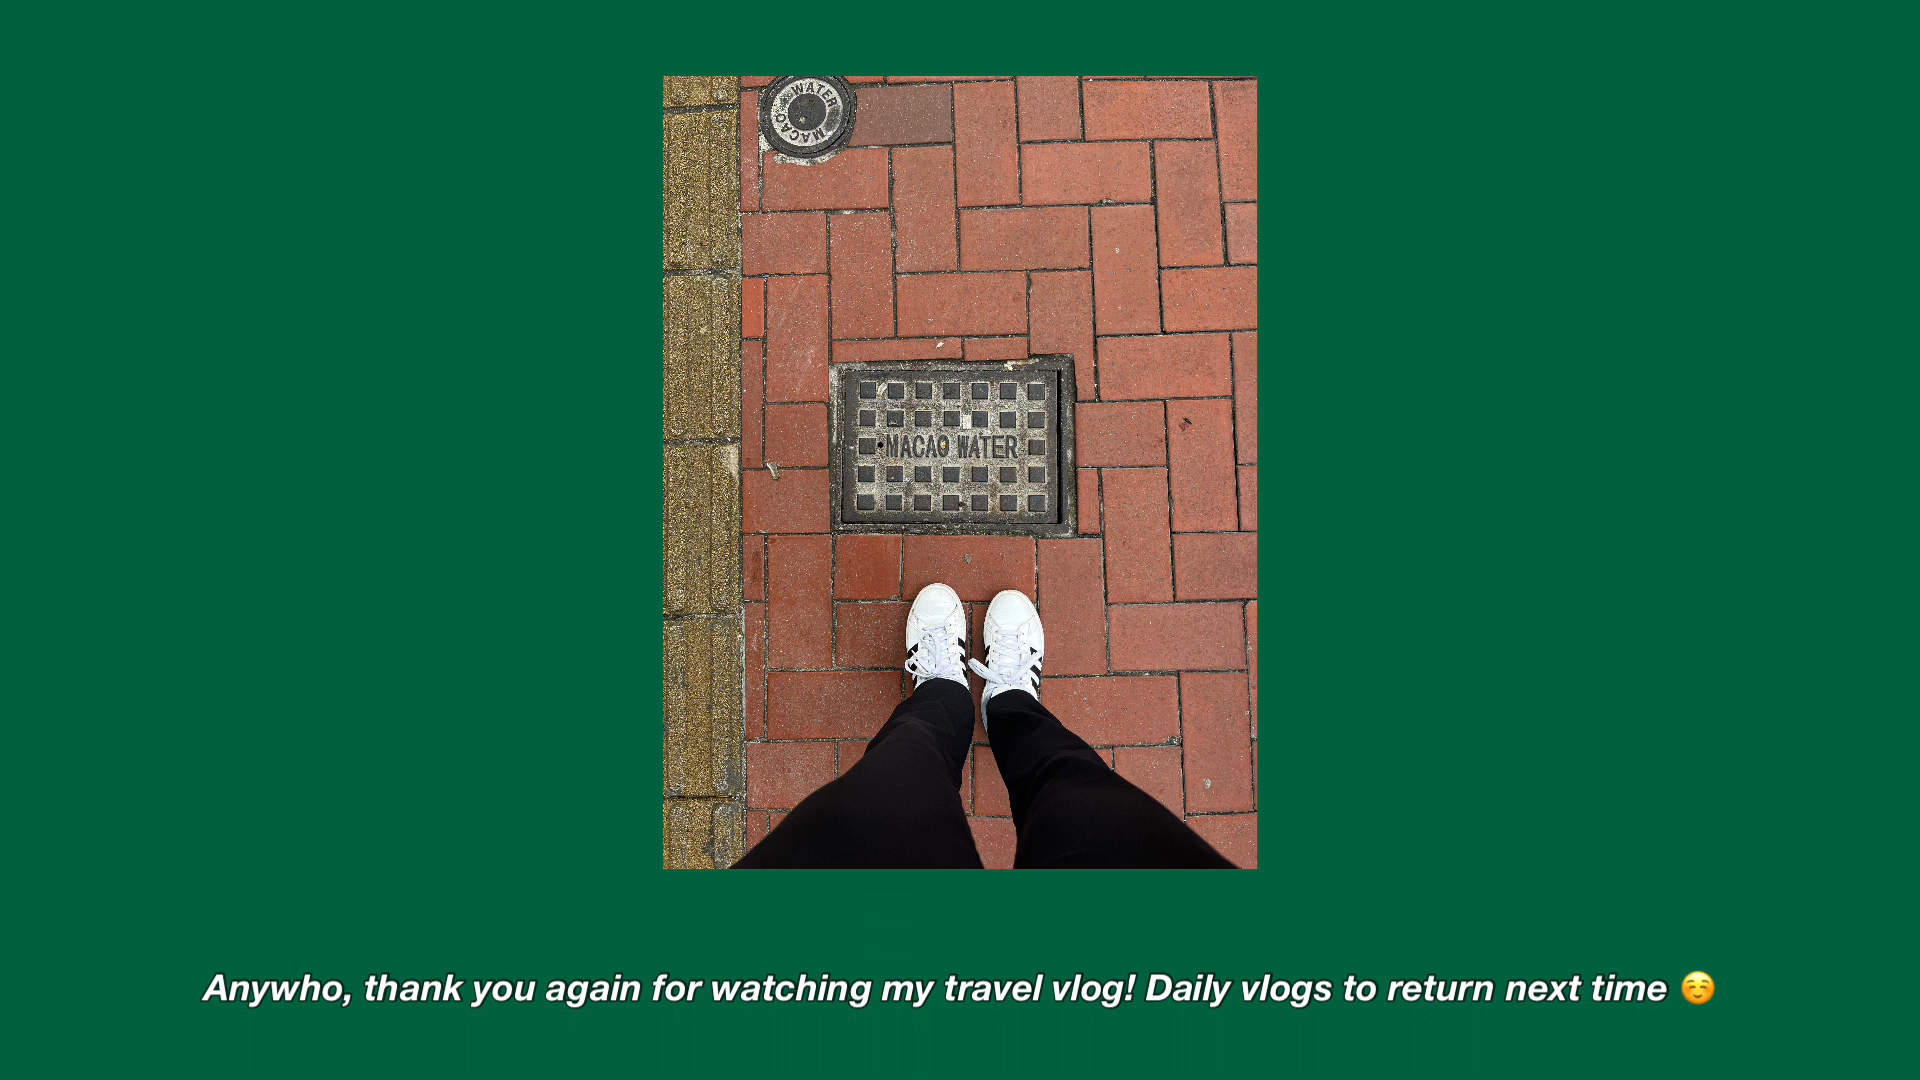 WATER
MACAO
MACAO WATER
Anywho, thank you again for watching my travel vlog! Daily vlogs to return next time ☺️